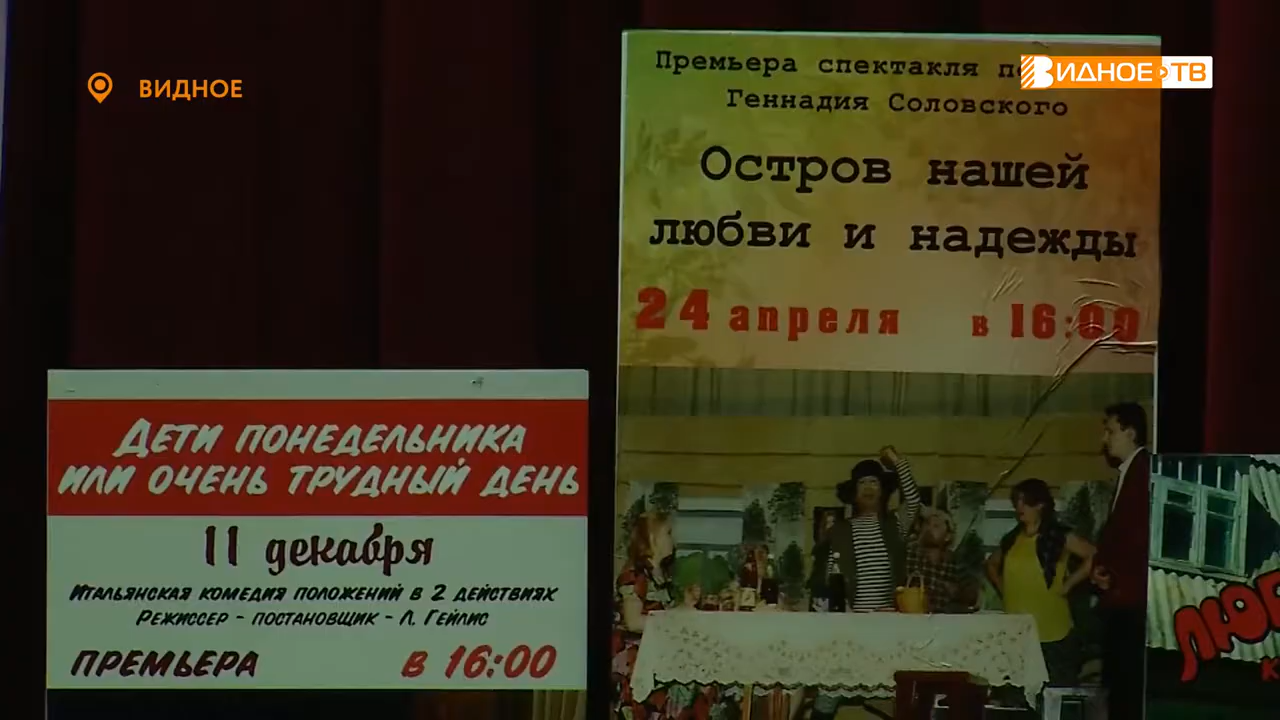 ВИДНОЕ
ВИДНОЕ ТВ
Премьера спектакля
Геннадия Соловского
Остров нашей
любви и надежды
24 апреля в 16:00
Дети понедельника
или очень трудный день
11 декабря
Итальянская комедия положений в 2 действиях
Режиссер - постановщик - Л. Гейлис
ПРЕМЬЕРА в 16:00